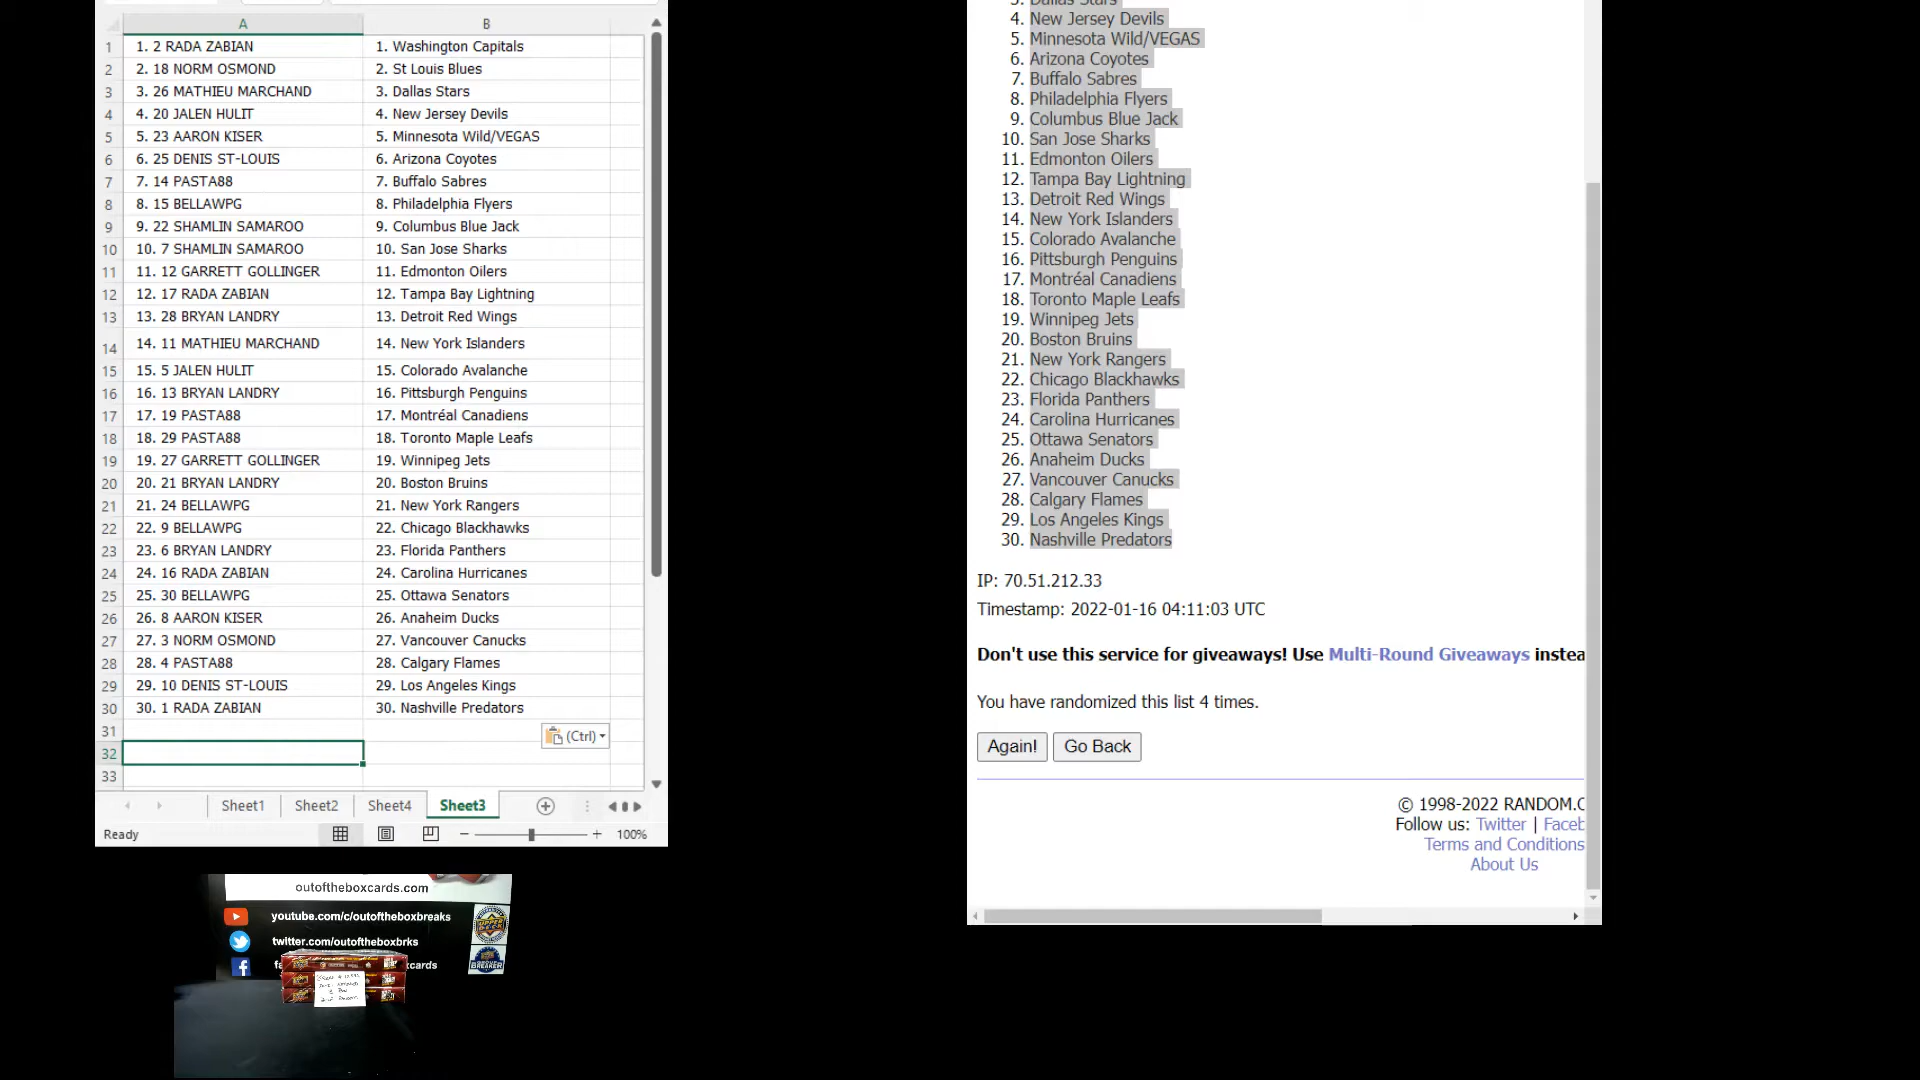 A B
1 1. 2 RADA ZABIAN 1. Washington Capitals
2 2. 18 NORM OSMOND 2. St Louis Blues
3 3. 26 MATHIEU MARCHAND 3. Dallas Stars
4 4. 20 JALEN HULIT 4. New Jersey Devils
5 5. 23 AARON KISER 5. Minnesota Wild/VEGAS
6 6. 25 DENIS ST-LOUIS 6. Arizona Coyotes
7 7. 14 PASTA88 7. Buffalo Sabres
8 8. 15 BELLAWPG 8. Philadelphia Flyers
9 9. 22 SHAMLIN SAMAROO 9. Columbus Blue Jack
10 10. 7 SHAMLIN SAMAROO 10. San Jose Sharks
11 11. 12 GARRETT GOLLINGER 11. Edmonton Oilers
12 12. 17 RADA ZABIAN 12. Tampa Bay Lightning
13 13. 28 BRYAN LANDRY 13. Detroit Red Wings
14 14. 11 MATHIEU MARCHAND 14. New York Islanders
15 15. 5 JALEN HULIT 15. Colorado Avalanche
16 16. 13 BRYAN LANDRY 16. Pittsburgh Penguins
17 17. 19 PASTA88 17. Montréal Canadiens
18 18. 29 PASTA88 18. Toronto Maple Leafs
19 19. 27 GARRETT GOLLINGER 19. Winnipeg Jets
20 20. 21 BRYAN LANDRY 20. Boston Bruins
21 21. 24 BELLAWPG 21. New York Rangers
22 22. 9 BELLAWPG 22. Chicago Blackhawks
23 23. 6 BRYAN LANDRY 23. Florida Panthers
24 24. 16 RADA ZABIAN 24. Carolina Hurricanes
25 25. 30 BELLAWPG 25. Ottawa Senators
26 26. 8 AARON KISER 26. Anaheim Ducks
27 27. 3 NORM OSMOND 27. Vancouver Canucks
28 28. 4 PASTA88 28. Calgary Flames
29 29. 10 DENIS ST-LOUIS 29. Los Angeles Kings
30 30. 1 RADA ZABIAN 30. Nashville Predators
31
(Ctrl)
32
33
Sheet1 Sheet2 Sheet4 Sheet3
Ready 100%
outoftheboxcards.com
youtube.com/c/outoftheboxbreaks
twitter.com/outoftheboxbrks
cards
UPPER DECK
3. Dallas Stars
4. New Jersey Devils
5. Minnesota Wild/VEGAS
6. Arizona Coyotes
7. Buffalo Sabres
8. Philadelphia Flyers
9. Columbus Blue Jack
10. San Jose Sharks
11. Edmonton Oilers
12. Tampa Bay Lightning
13. Detroit Red Wings
14. New York Islanders
15. Colorado Avalanche
16. Pittsburgh Penguins
17. Montréal Canadiens
18. Toronto Maple Leafs
19. Winnipeg Jets
20. Boston Bruins
21. New York Rangers
22. Chicago Blackhawks
23. Florida Panthers
24. Carolina Hurricanes
25. Ottawa Senators
26. Anaheim Ducks
27. Vancouver Canucks
28. Calgary Flames
29. Los Angeles Kings
30. Nashville Predators
IP: 70.51.212.33
Timestamp: 2022-01-16 04:11:03 UTC
Don't use this service for giveaways! Use Multi-Round Giveaways instea
You have randomized this list 4 times.
Again! Go Back
© 1998-2022 RANDOM.C
Follow us: Twitter | Faceb
Terms and Conditions
About Us